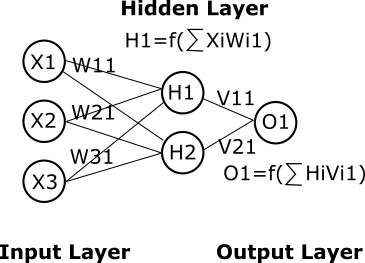 Hidden Layer
H1=f(∑XiWi1)
X1
W11
H1
V11
X2
W21
O1
H2
V21
W31
X3
O1=f(∑HiVi1)
Input Layer
Output Layer